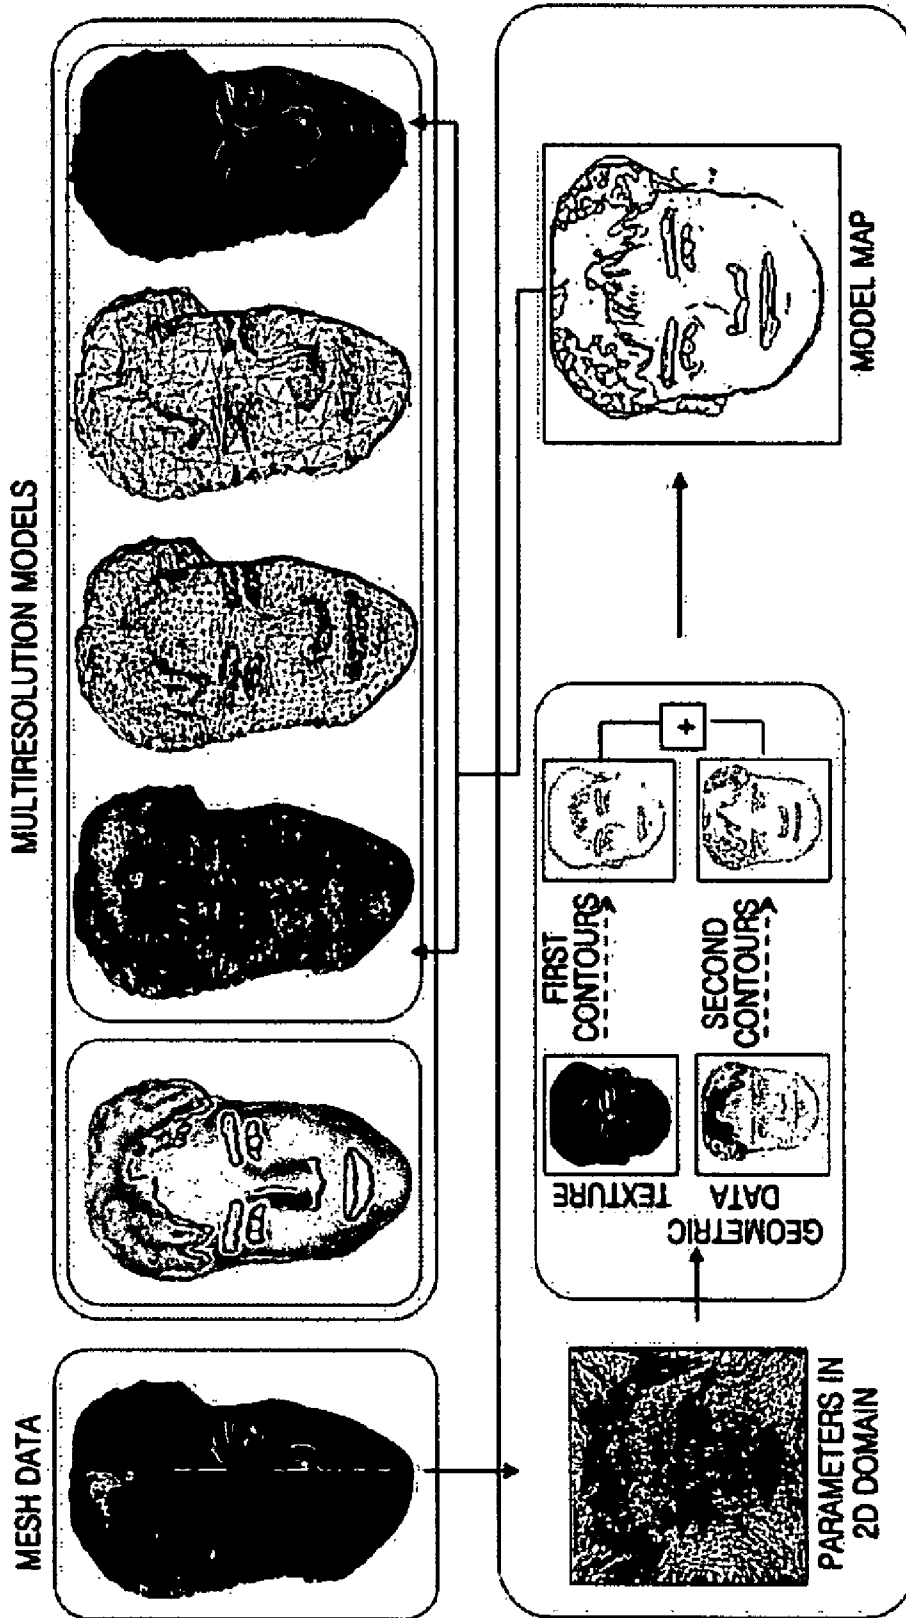 MESH DATA
MULTIRESOLUTION MODELS
PARAMETERS IN
2D DOMAIN
TEXTURE
GEOMETRIC
DATA
FIRST
CONTOURS
SECOND
CONTOURS
+
MODEL MAP